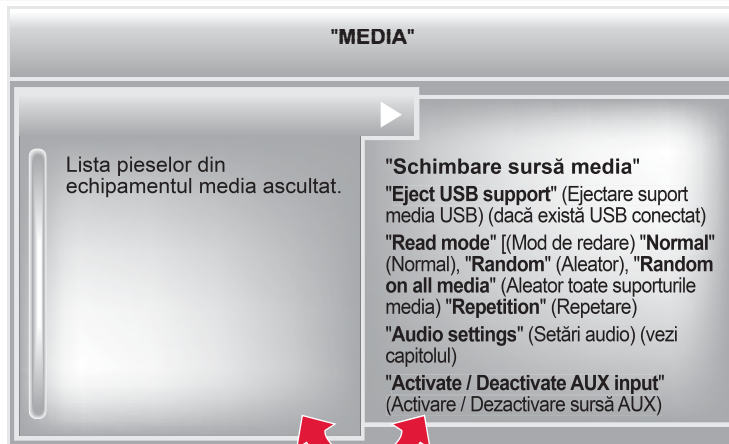 "MEDIA"
Lista pieselor din
echipamentul media ascultat.
"Schimbare sursă media"
"Eject USB support" (Ejectare suport
media USB) (dacă există USB conectat)
"Read mode" [(Mod de redare) "Normal"
(Normal), "Random" (Aleator), "Random
on all media" (Aleator toate suporturile
media) "Repetition" (Repetare)
"Audio settings" (Setări audio) (vezi
capitolul)
"Activate / Deactivate AUX input"
(Activare / Dezactivare sursă AUX)